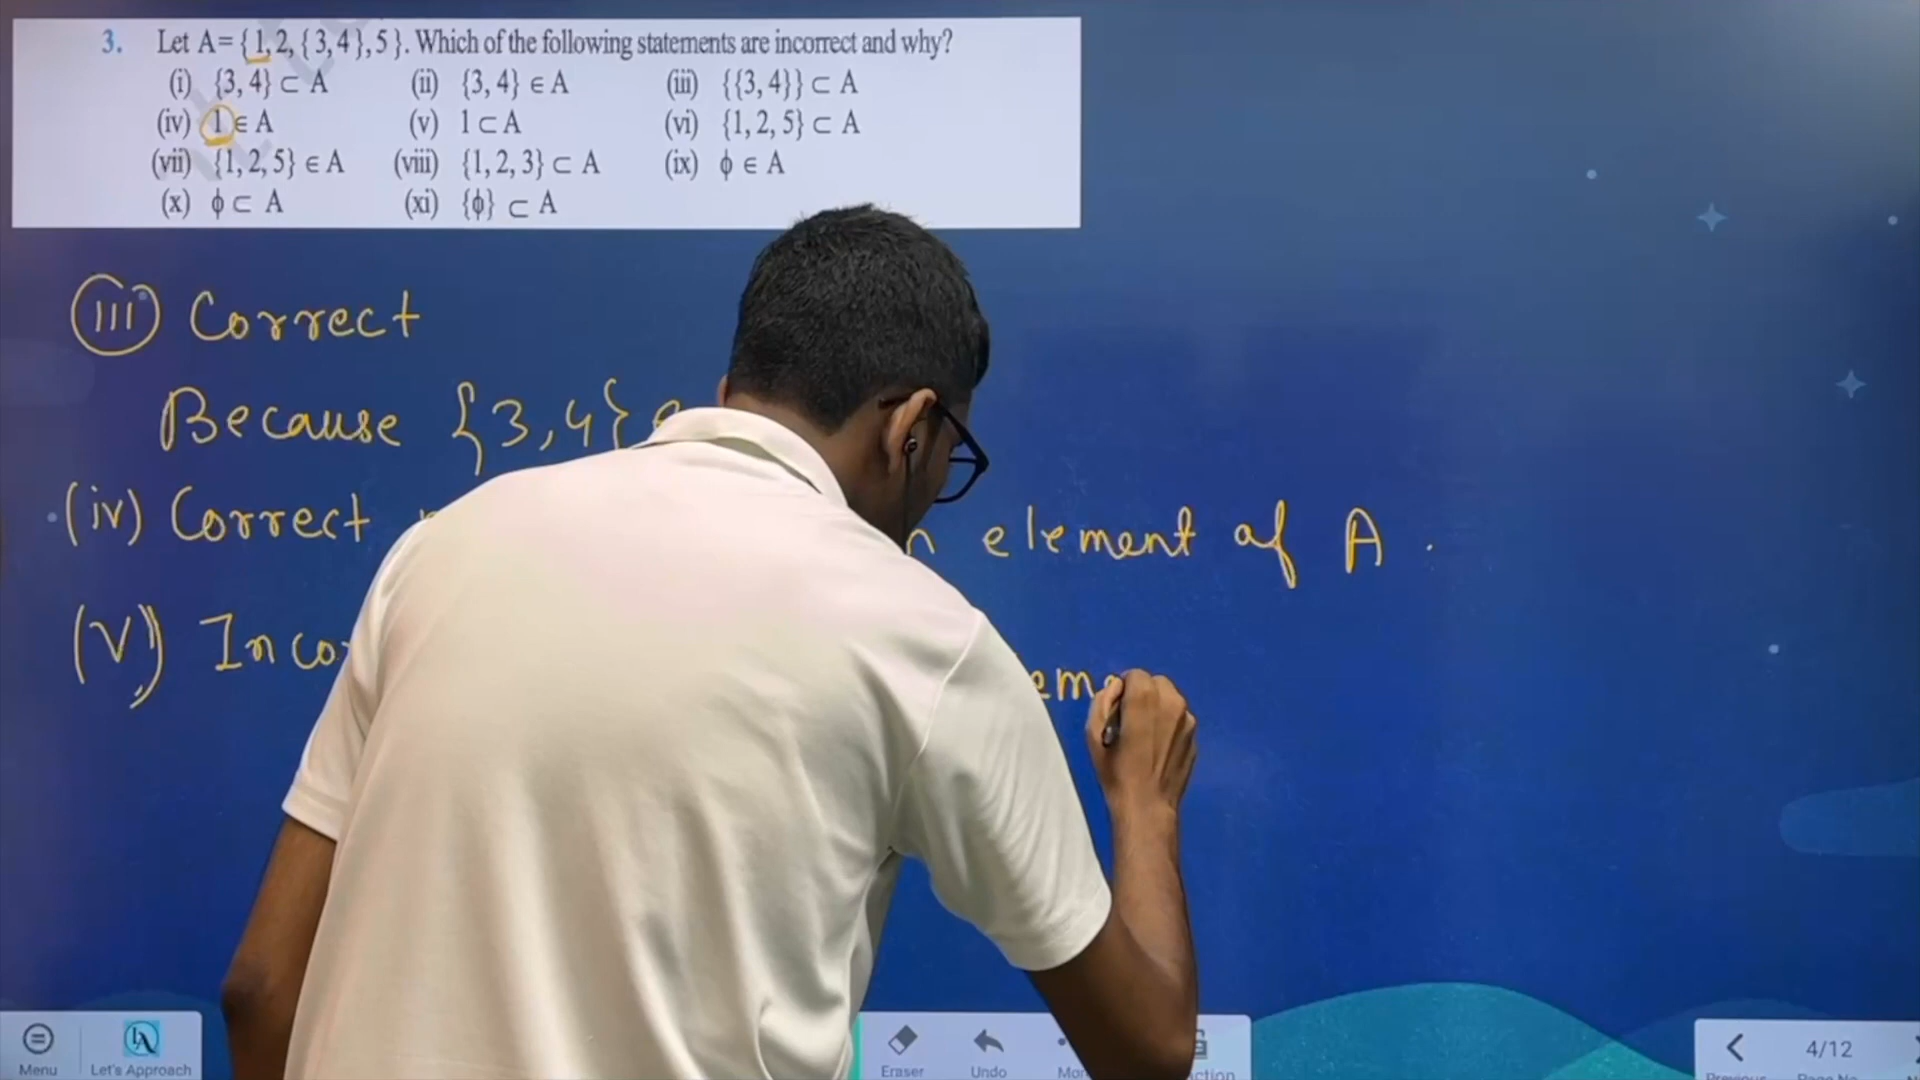 3. Let A={1,2,{3,4},5}. Which of the following statements are incorrect and why?
(i) {3,4} ⊂ A (ii) {3,4} ∈ A (iii) {{3,4}} ⊂ A
(iv) 1 ∈ A (v) 1 ⊂ A (vi) {1,2,5} ⊂ A
(vii) {1,2,5} ∈ A (viii) {1,2,3} ⊂ A (ix) ϕ ∈ A
(x) ϕ ⊂ A (xi) {ϕ} ⊂ A
(iii) Correct
Because {3,4}
(iv) Correct element of A.
(V)
Menu Let's Approach Eraser Undo 4/12
Previous Page No